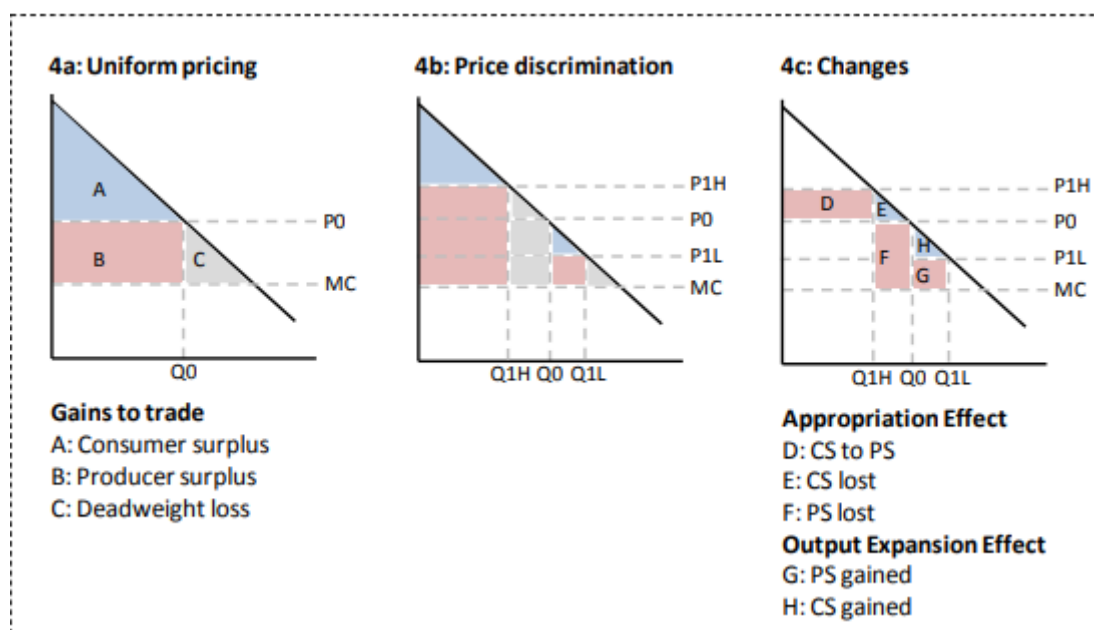 4a: Uniform pricing
A
B
C
P0
MC
Q0
Gains to trade
A: Consumer surplus
B: Producer surplus
C: Deadweight loss
4b: Price discrimination
P1H
P0
P1L
MC
Q1H Q0 Q1L
4c: Changes
D
E
F
H
G
P1H
P0
P1L
MC
Q1H Q0 Q1L
Appropriation Effect
D: CS to PS
E: CS lost
F: PS lost
Output Expansion Effect
G: PS gained
H: CS gained